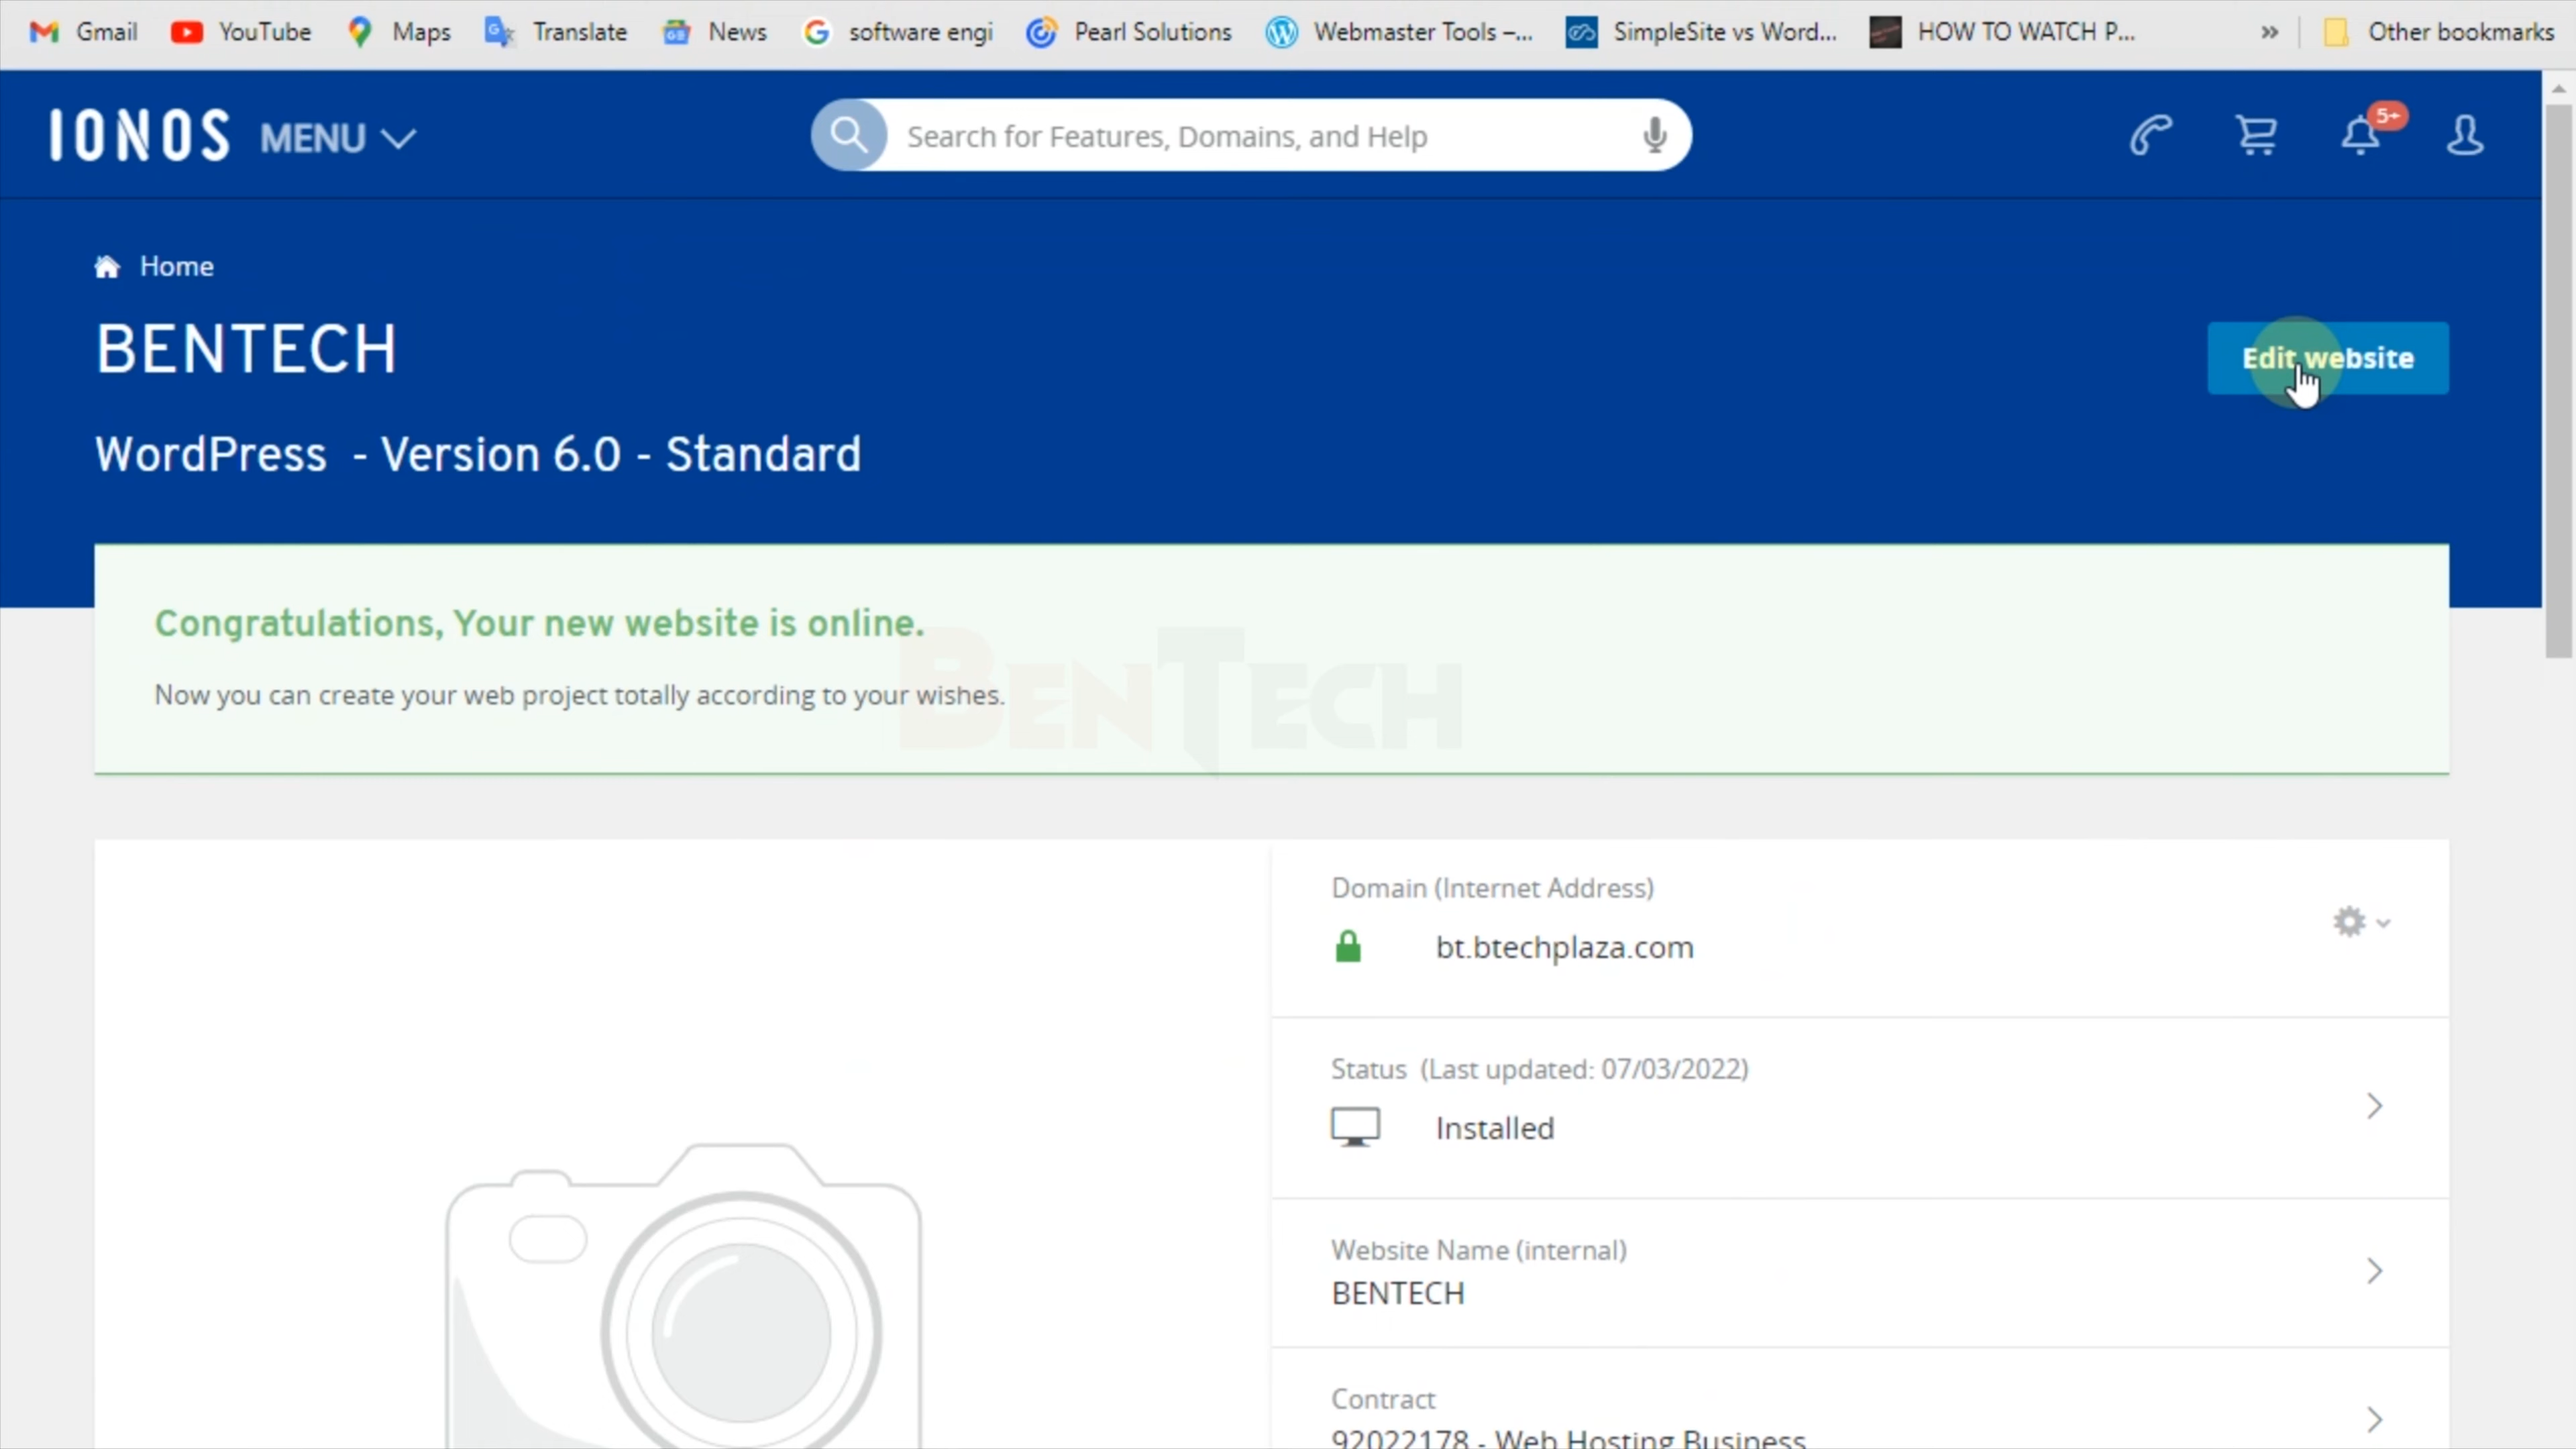 Gmail YouTube Maps Translate News software engi Pearl Solutions Webmaster Tools –... SimpleSite vs Word... HOW TO WATCH P... » Other bookmarks
IONOS MENU Search for Features, Domains, and Help 5+
Home
BENTECH
Edit website
WordPress - Version 6.0 - Standard
Congratulations, Your new website is online.
Now you can create your web project totally according to your wishes.
BENTECH
Domain (Internet Address)
bt.btechplaza.com
Status (Last updated: 07/03/2022)
Installed
Website Name (internal)
BENTECH
Contract
92022178 - Web Hosting Business